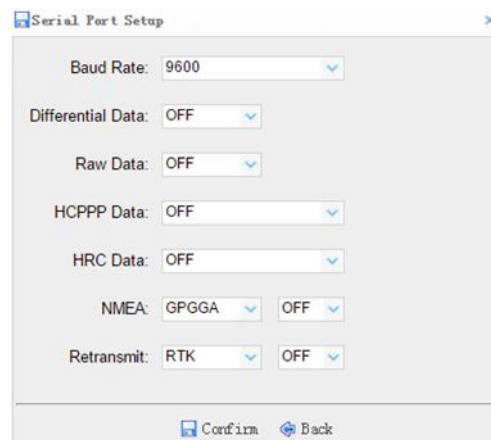 Serial Port Setup
Baud Rate: 9600
Differential Data: OFF
Raw Data: OFF
HCPPP Data: OFF
HRC Data: OFF
NMEA: GPGGA OFF
Retransmit: RTK OFF
Confirm Back